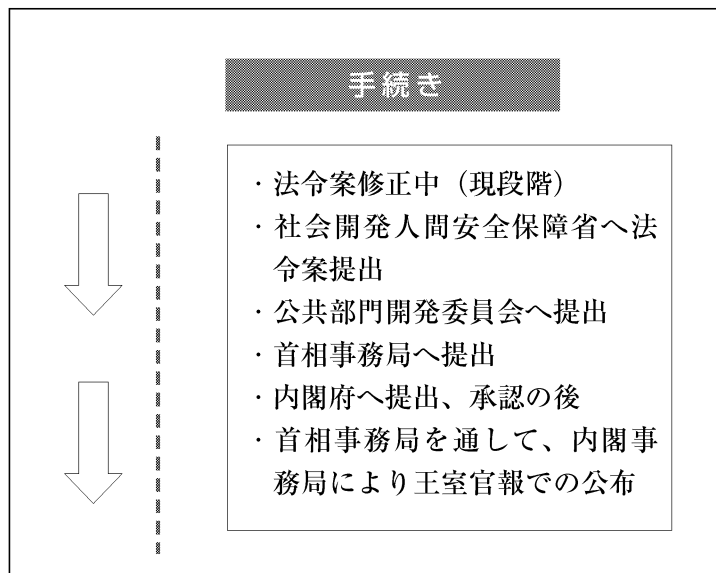 手続き
・法令案修正中（現段階）
・社会開発人間安全保障省へ法
令案提出
・公共部門開発委員会へ提出
・首相事務局へ提出
・内閣府へ提出、承認の後
・首相事務局を通して、内閣事
務局により王室官報での公布